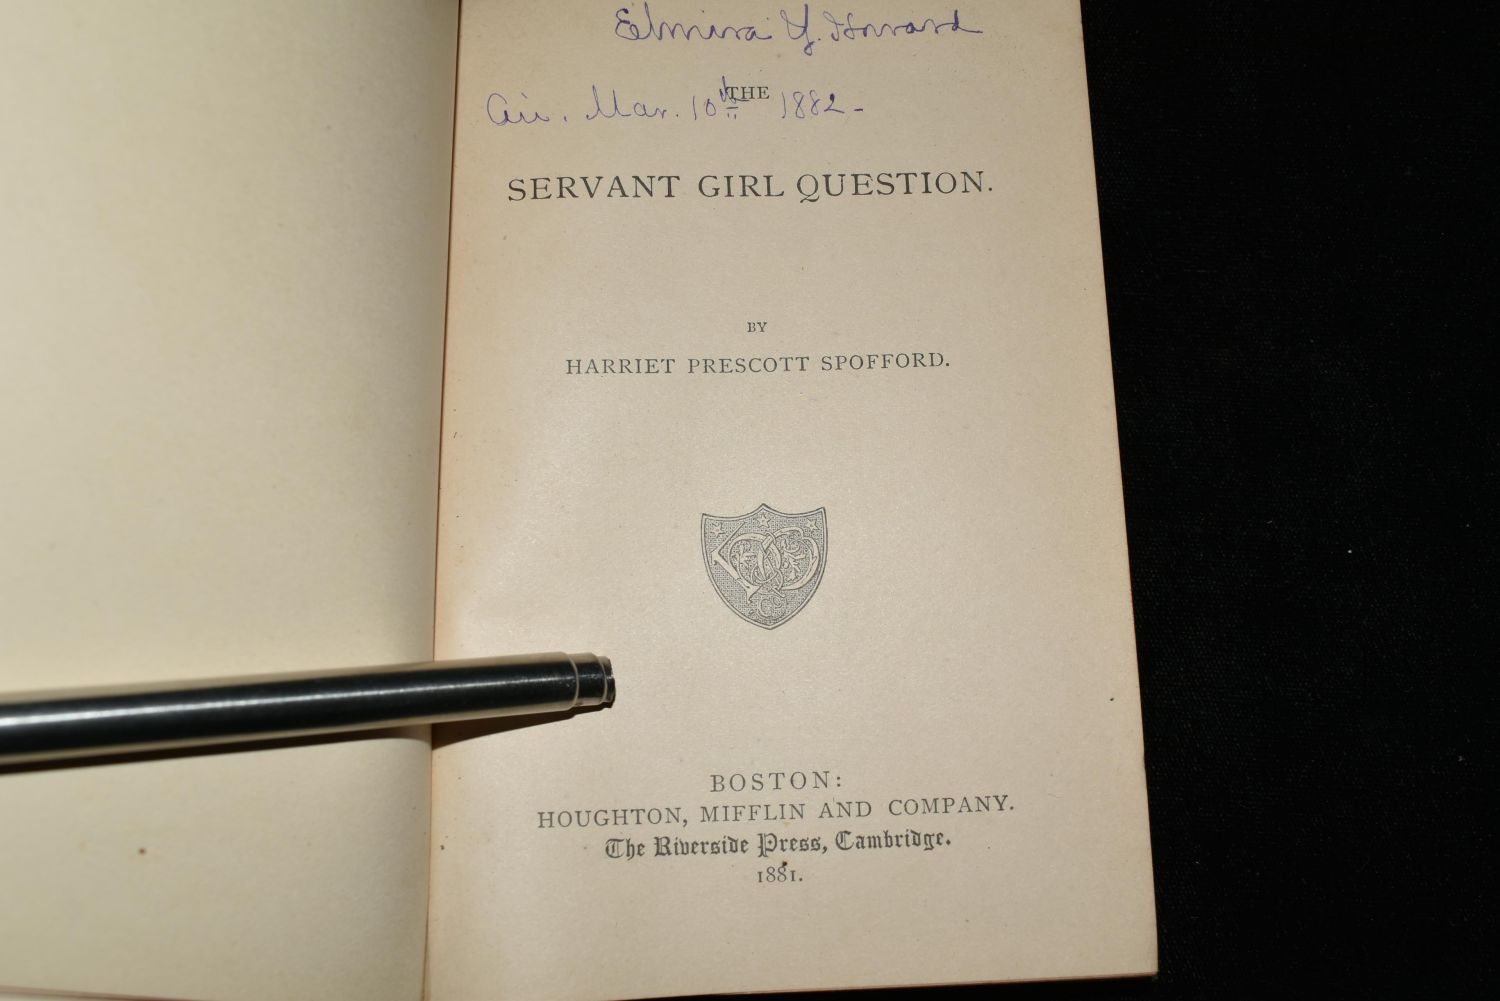 Elmira Y. Howard
Cin. Mar. 10th 1882-
THE
SERVANT GIRL QUESTION.
BY
HARRIET PRESCOTT SPOFFORD.
BOSTON:
HOUGHTON, MIFFLIN AND COMPANY.
The Riverside Press, Cambridge.
1881.